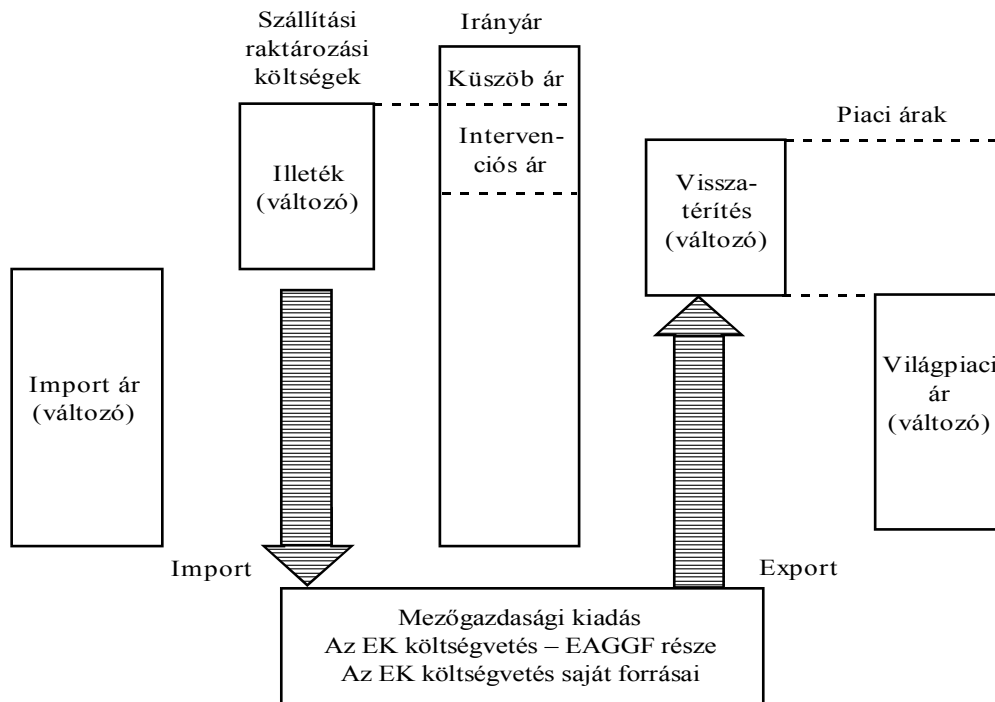 Szállítási
raktározási
költségek
Irányár
Küszöb ár
Interven-
ciós ár
Piaci árak
Illeték
(változó)
Vissza-
térítés
(változó)
Import ár
(változó)
Világpiaci
ár
(változó)
Import
Export
Mezőgazdasági kiadás
Az EK költségvetés – EAGGF része
Az EK költségvetés saját forrásai